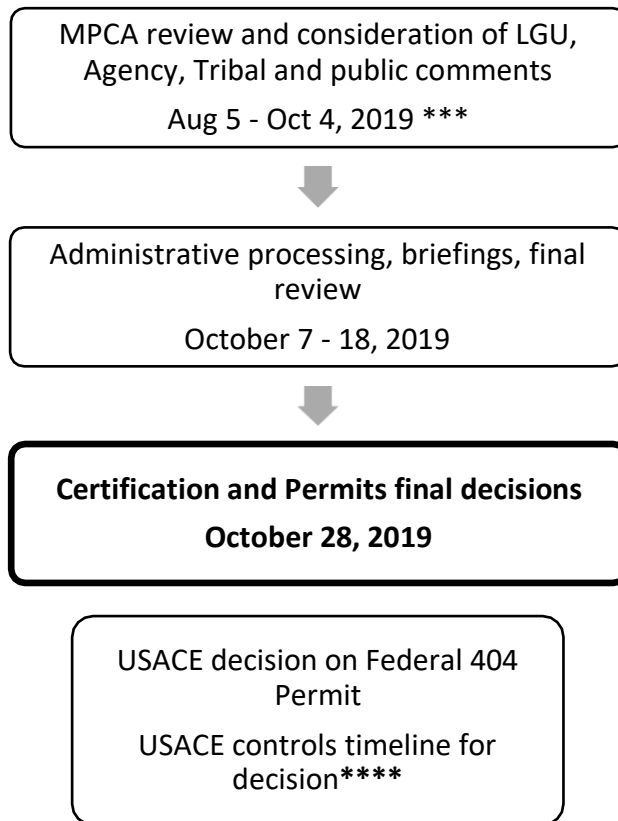 MPCA review and consideration of LGU,
Agency, Tribal and public comments
Aug 5 - Oct 4, 2019 ***
Administrative processing, briefings, final
review
October 7 - 18, 2019
Certification and Permits final decisions
October 28, 2019
USACE decision on Federal 404
Permit
USACE controls timeline for
decision****